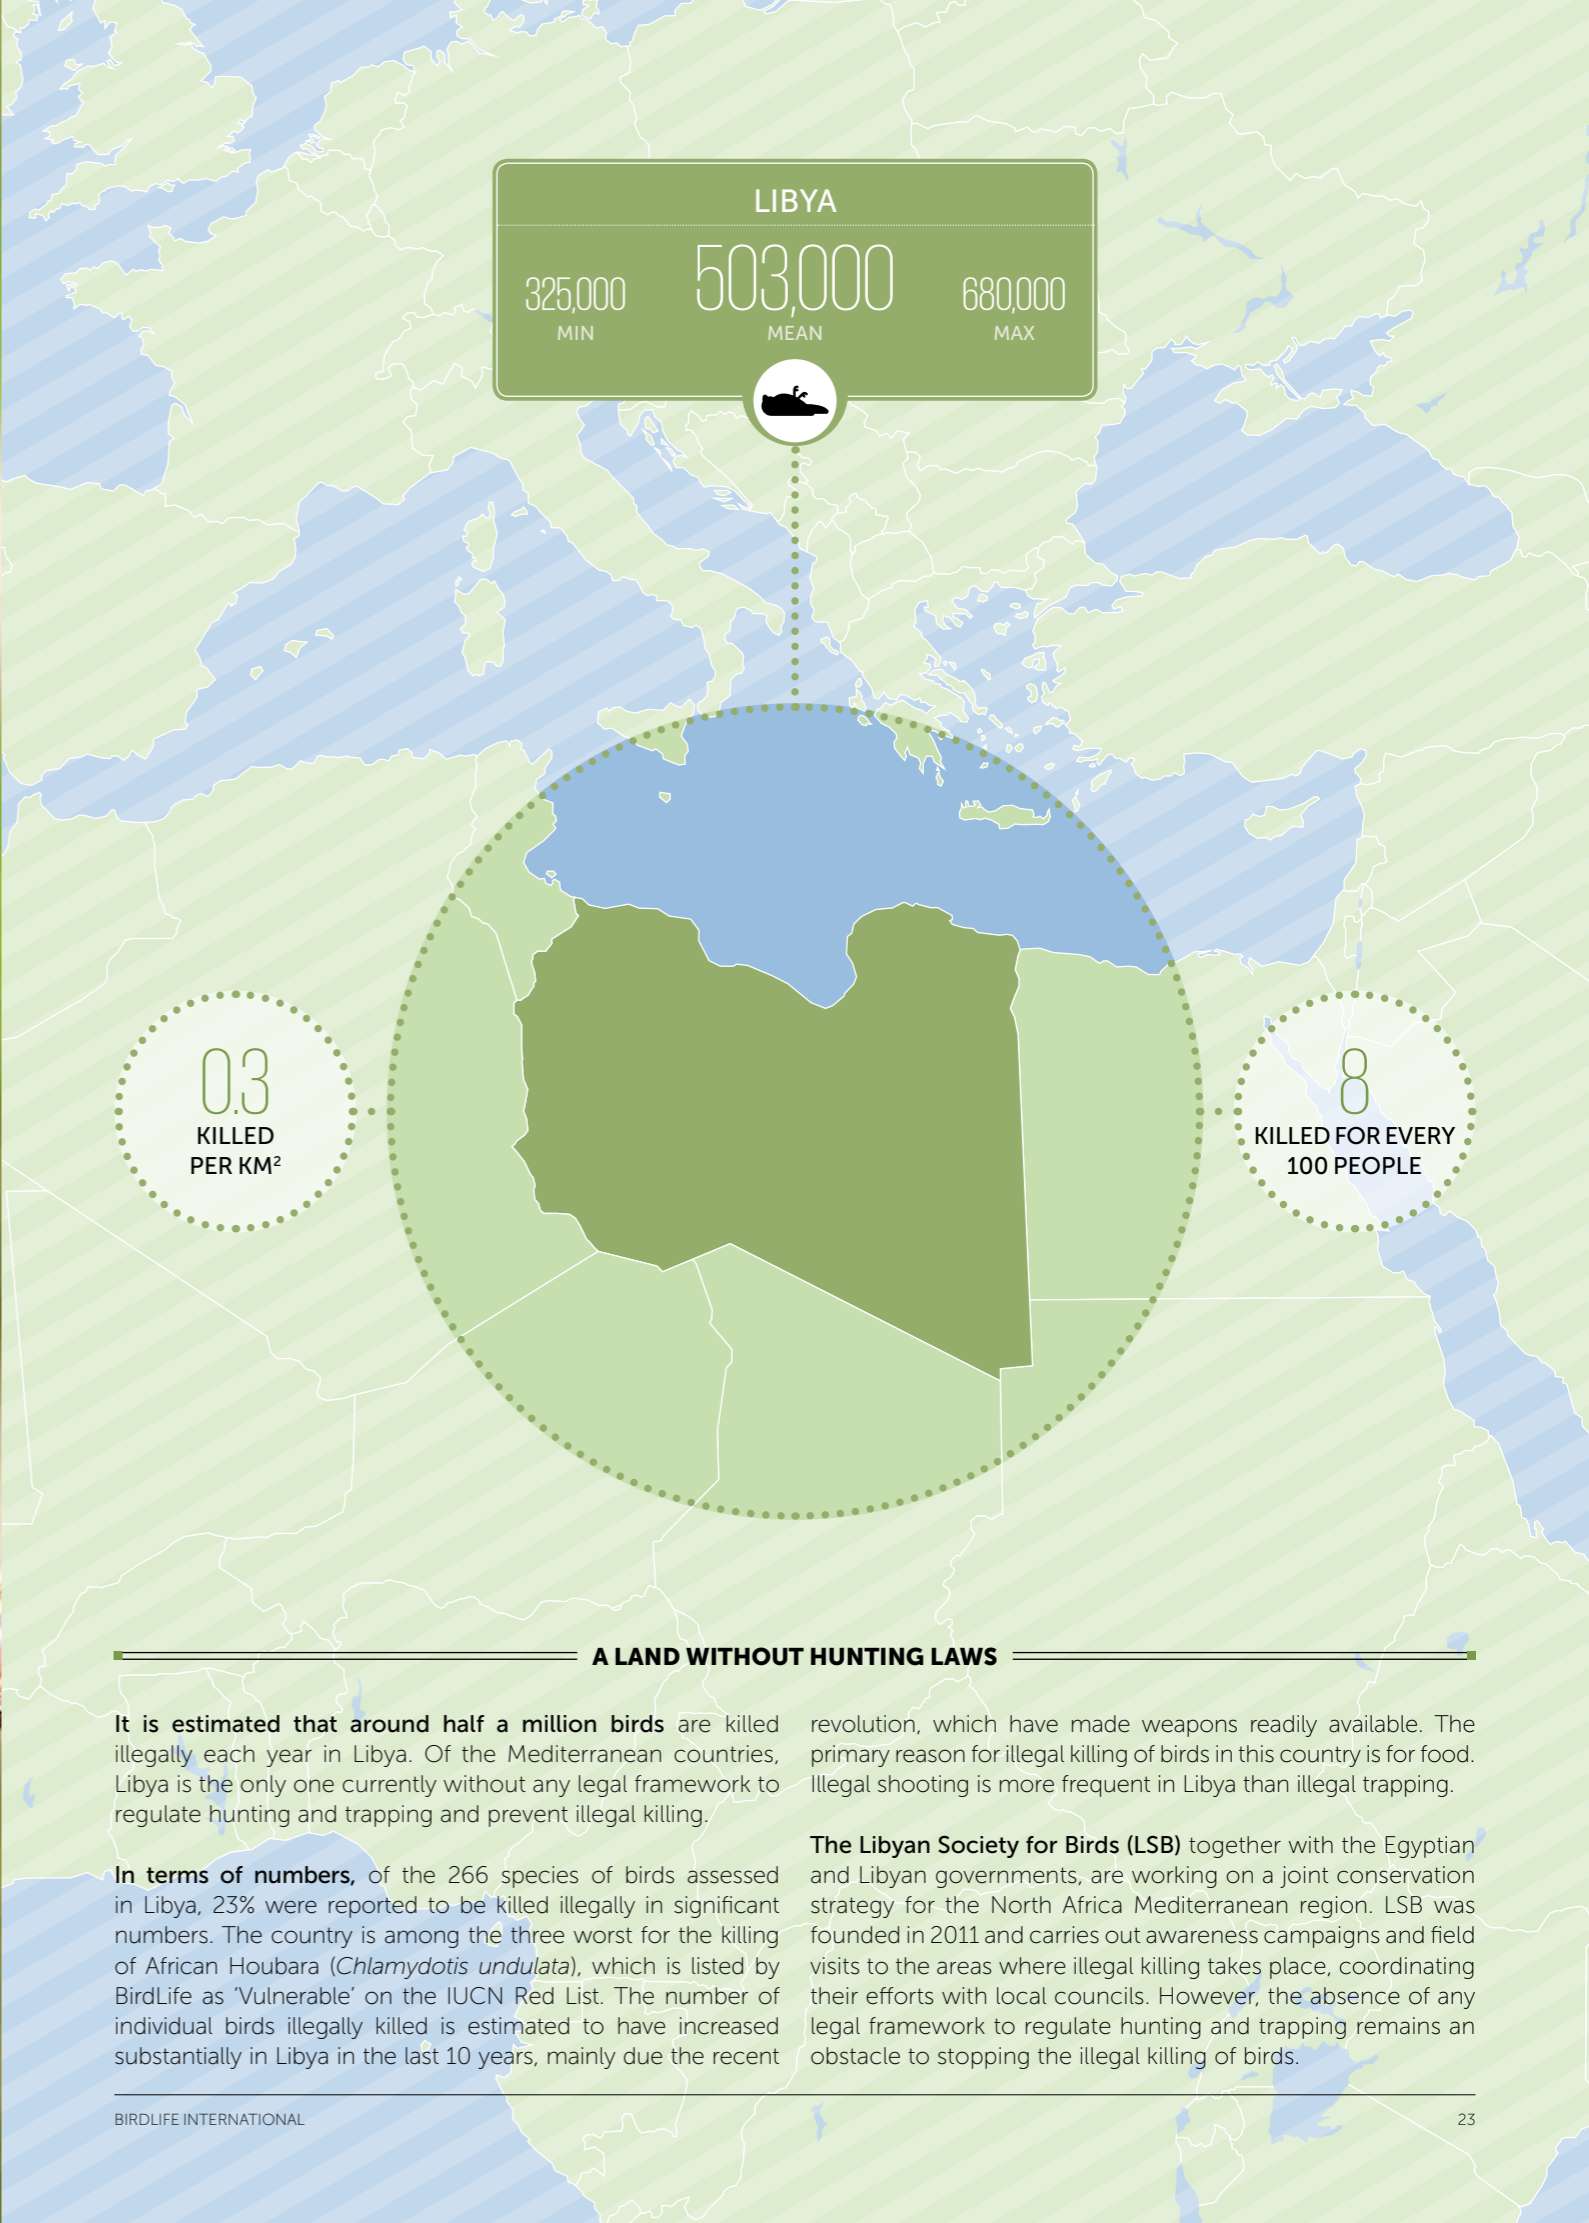 LIBYA
325,000
MIN
503,000
MEAN
680,000
MAX
0.3
KILLED
PER KM²
8
KILLED FOR EVERY
100 PEOPLE
A LAND WITHOUT HUNTING LAWS
It is estimated that around half a million birds are killed
illegally each year in Libya. Of the Mediterranean countries,
Libya is the only one currently without any legal framework to
regulate hunting and trapping and prevent illegal killing.
In terms of numbers, of the 266 species of birds assessed
in Libya, 23% were reported to be killed illegally in significant
numbers. The country is among the three worst for the killing
of African Houbara (Chlamydotis undulata), which is listed by
BirdLife as ‘Vulnerable’ on the IUCN Red List. The number of
individual birds illegally killed is estimated to have increased
substantially in Libya in the last 10 years, mainly due the recent
revolution, which have made weapons readily available. The
primary reason for illegal killing of birds in this country is for food.
Illegal shooting is more frequent in Libya than illegal trapping.
The Libyan Society for Birds (LSB) together with the Egyptian
and Libyan governments, are working on a joint conservation
strategy for the North Africa Mediterranean region. LSB was
founded in 2011 and carries out awareness campaigns and field
visits to the areas where illegal killing takes place, coordinating
their efforts with local councils. However, the absence of any
legal framework to regulate hunting and trapping remains an
obstacle to stopping the illegal killing of birds.
BIRDLIFE INTERNATIONAL
23